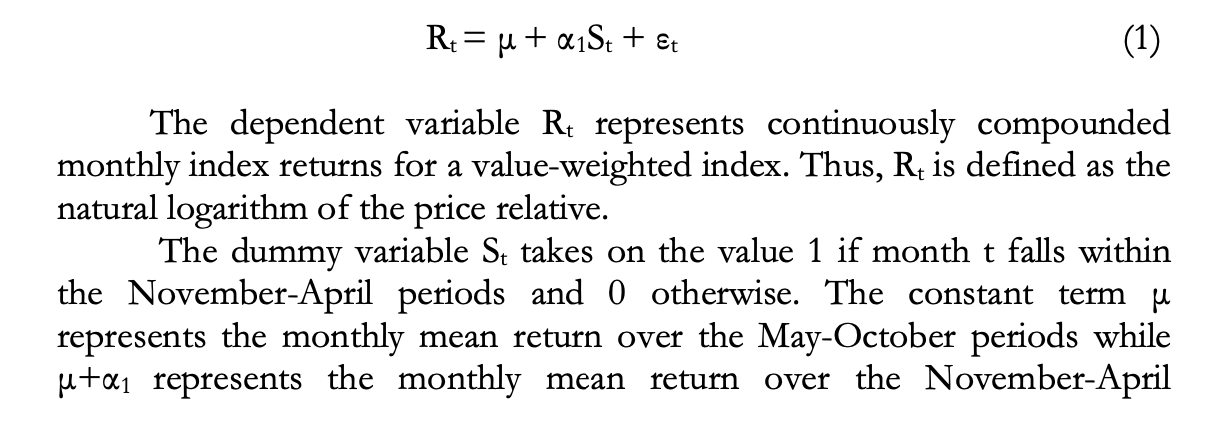 Rₜ = μ + α₁Sₜ + εₜ (1)
The dependent variable Rₜ represents continuously compounded
monthly index returns for a value-weighted index. Thus, Rₜ is defined as the
natural logarithm of the price relative.
The dummy variable Sₜ takes on the value 1 if month t falls within
the November-April periods and 0 otherwise. The constant term μ
represents the monthly mean return over the May-October periods while
μ+α₁ represents the monthly mean return over the November-April